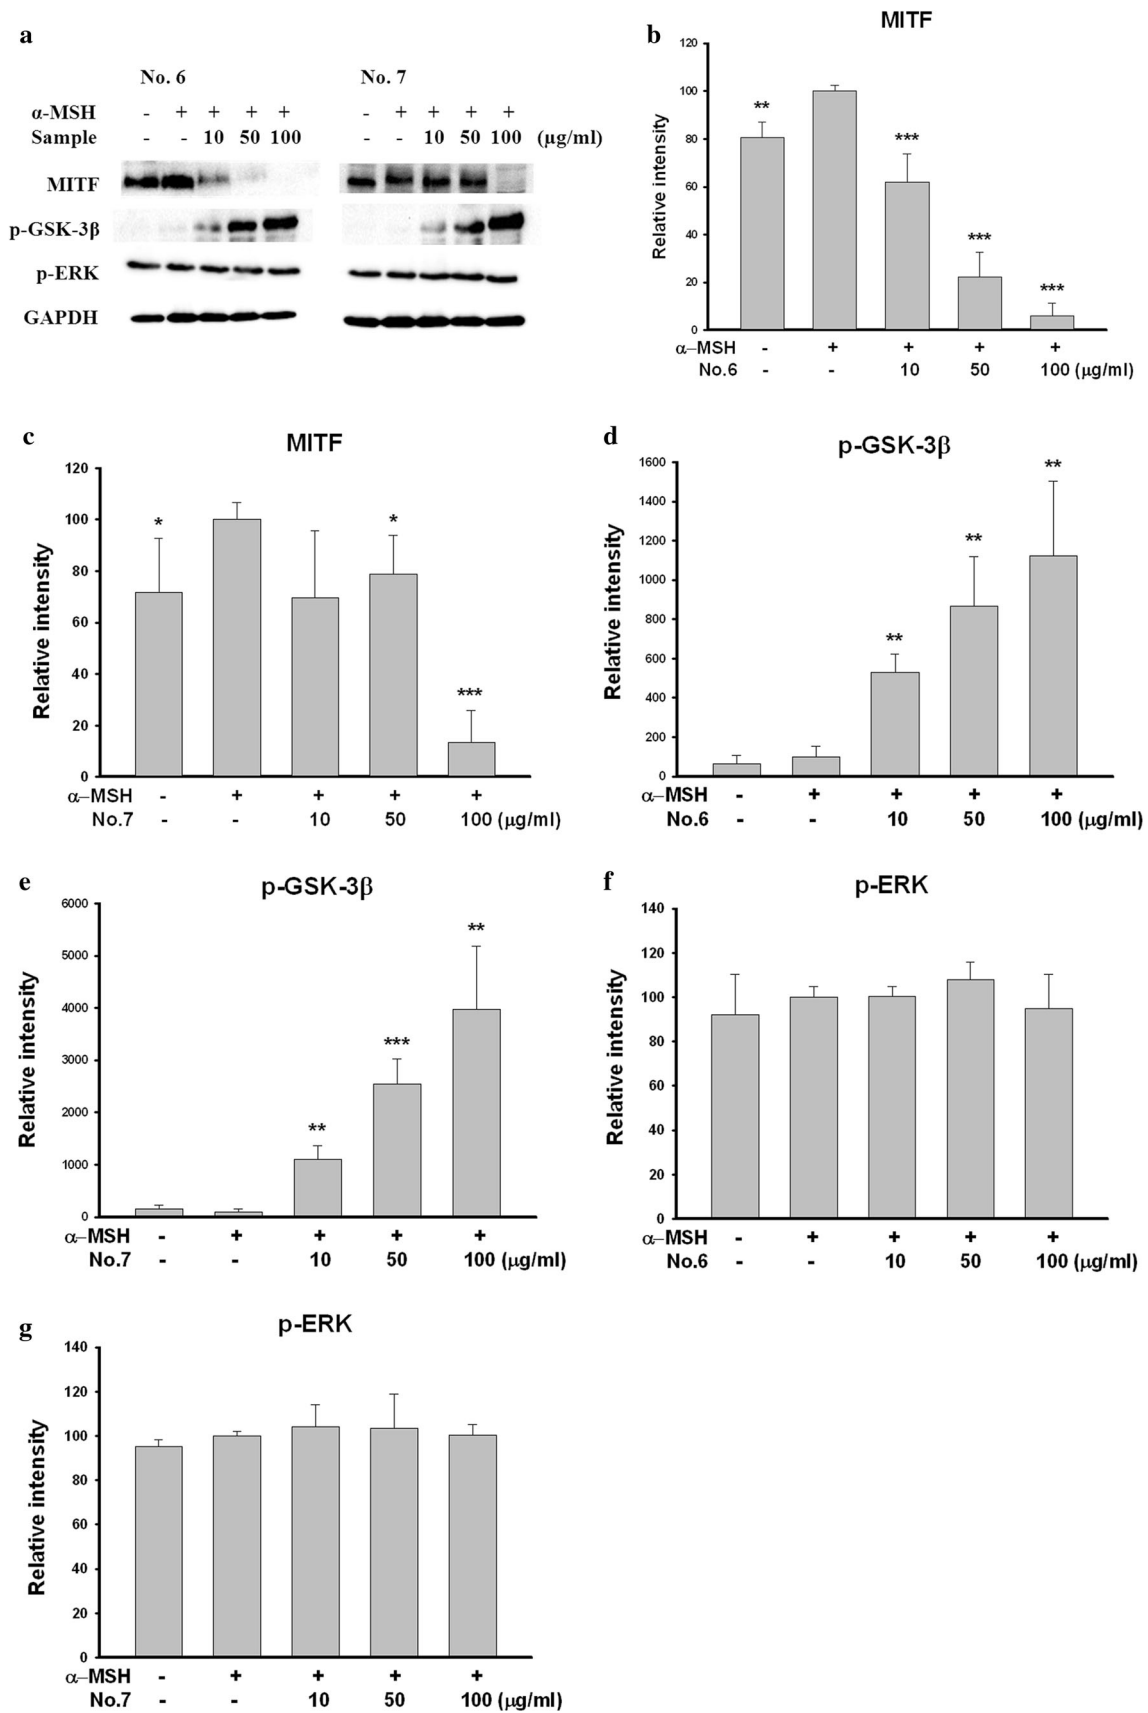 a
No. 6 No. 7
α-MSH - + + + + - + + + +
Sample - - 10 50 100 - - 10 50 100 (µg/ml)
MITF
p-GSK-3β
p-ERK
GAPDH
b
MITF
Relative intensity
120
100
80
60
40
20
0
** *** *** ***
α–MSH - + + + +
No.6 - - 10 50 100 (µg/ml)
c
MITF
Relative intensity
120
100
80
60
40
20
0
* * ***
α–MSH - + + + +
No.7 - - 10 50 100 (µg/ml)
d
p-GSK-3β
Relative intensity
1600
1400
1200
1000
800
600
400
200
0
** ** **
α–MSH - + + + +
No.6 - - 10 50 100 (µg/ml)
e
p-GSK-3β
Relative intensity
6000
5000
4000
3000
2000
1000
0
** *** **
α–MSH - + + + +
No.7 - - 10 50 100 (µg/ml)
f
p-ERK
Relative intensity
140
120
100
80
60
40
20
0
α–MSH - + + + +
No.6 - - 10 50 100 (µg/ml)
g
p-ERK
Relative intensity
140
120
100
80
60
40
20
0
α–MSH - + + + +
No.7 - - 10 50 100 (µg/ml)